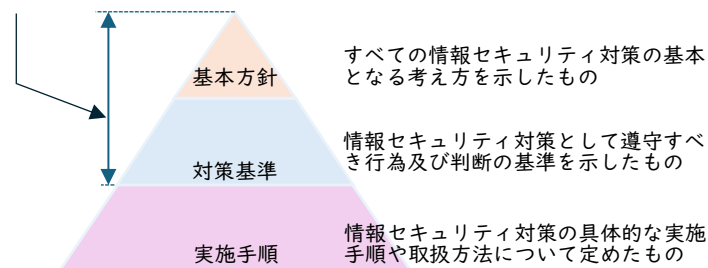 基本方針
すべての情報セキュリティ対策の基本
となる考え方を示したもの
対策基準
情報セキュリティ対策として遵守すべ
き行為及び判断の基準を示したもの
実施手順
情報セキュリティ対策の具体的な実施
手順や取扱方法について定めたもの